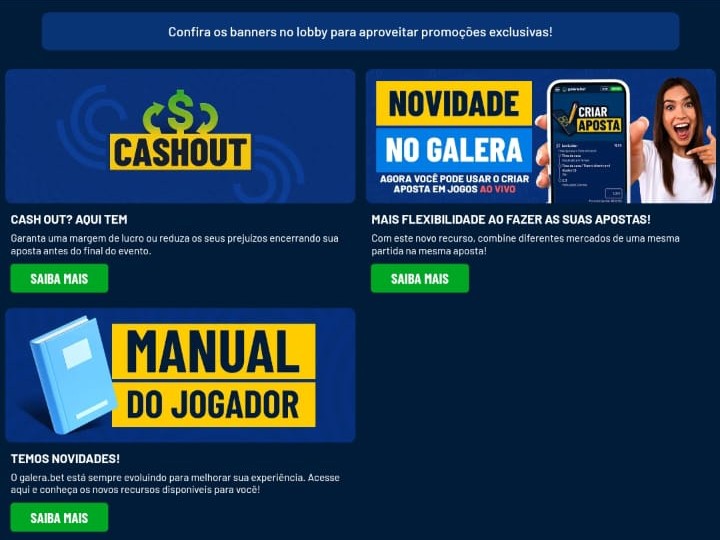 Confira os banners no lobby para aproveitar promoções exclusivas!
$
CASHOUT
CASH OUT? AQUI TEM
Garanta uma margem de lucro ou reduza os seus prejuízos encerrando sua
aposta antes do final do evento.
SAIBA MAIS
NOVIDADE
NO GALERA
AGORA VOCÊ PODE USAR O CRIAR
APOSTA EM JOGOS AO VIVO
CRIAR
APOSTA
MAIS FLEXIBILIDADE AO FAZER AS SUAS APOSTAS!
Com este novo recurso, combine diferentes mercados de uma mesma
partida na mesma aposta!
SAIBA MAIS
MANUAL
DO JOGADOR
TEMOS NOVIDADES!
O galera.bet está sempre evoluindo para melhorar sua experiência. Acesse
aqui e conheça os novos recursos disponíveis para você!
SAIBA MAIS